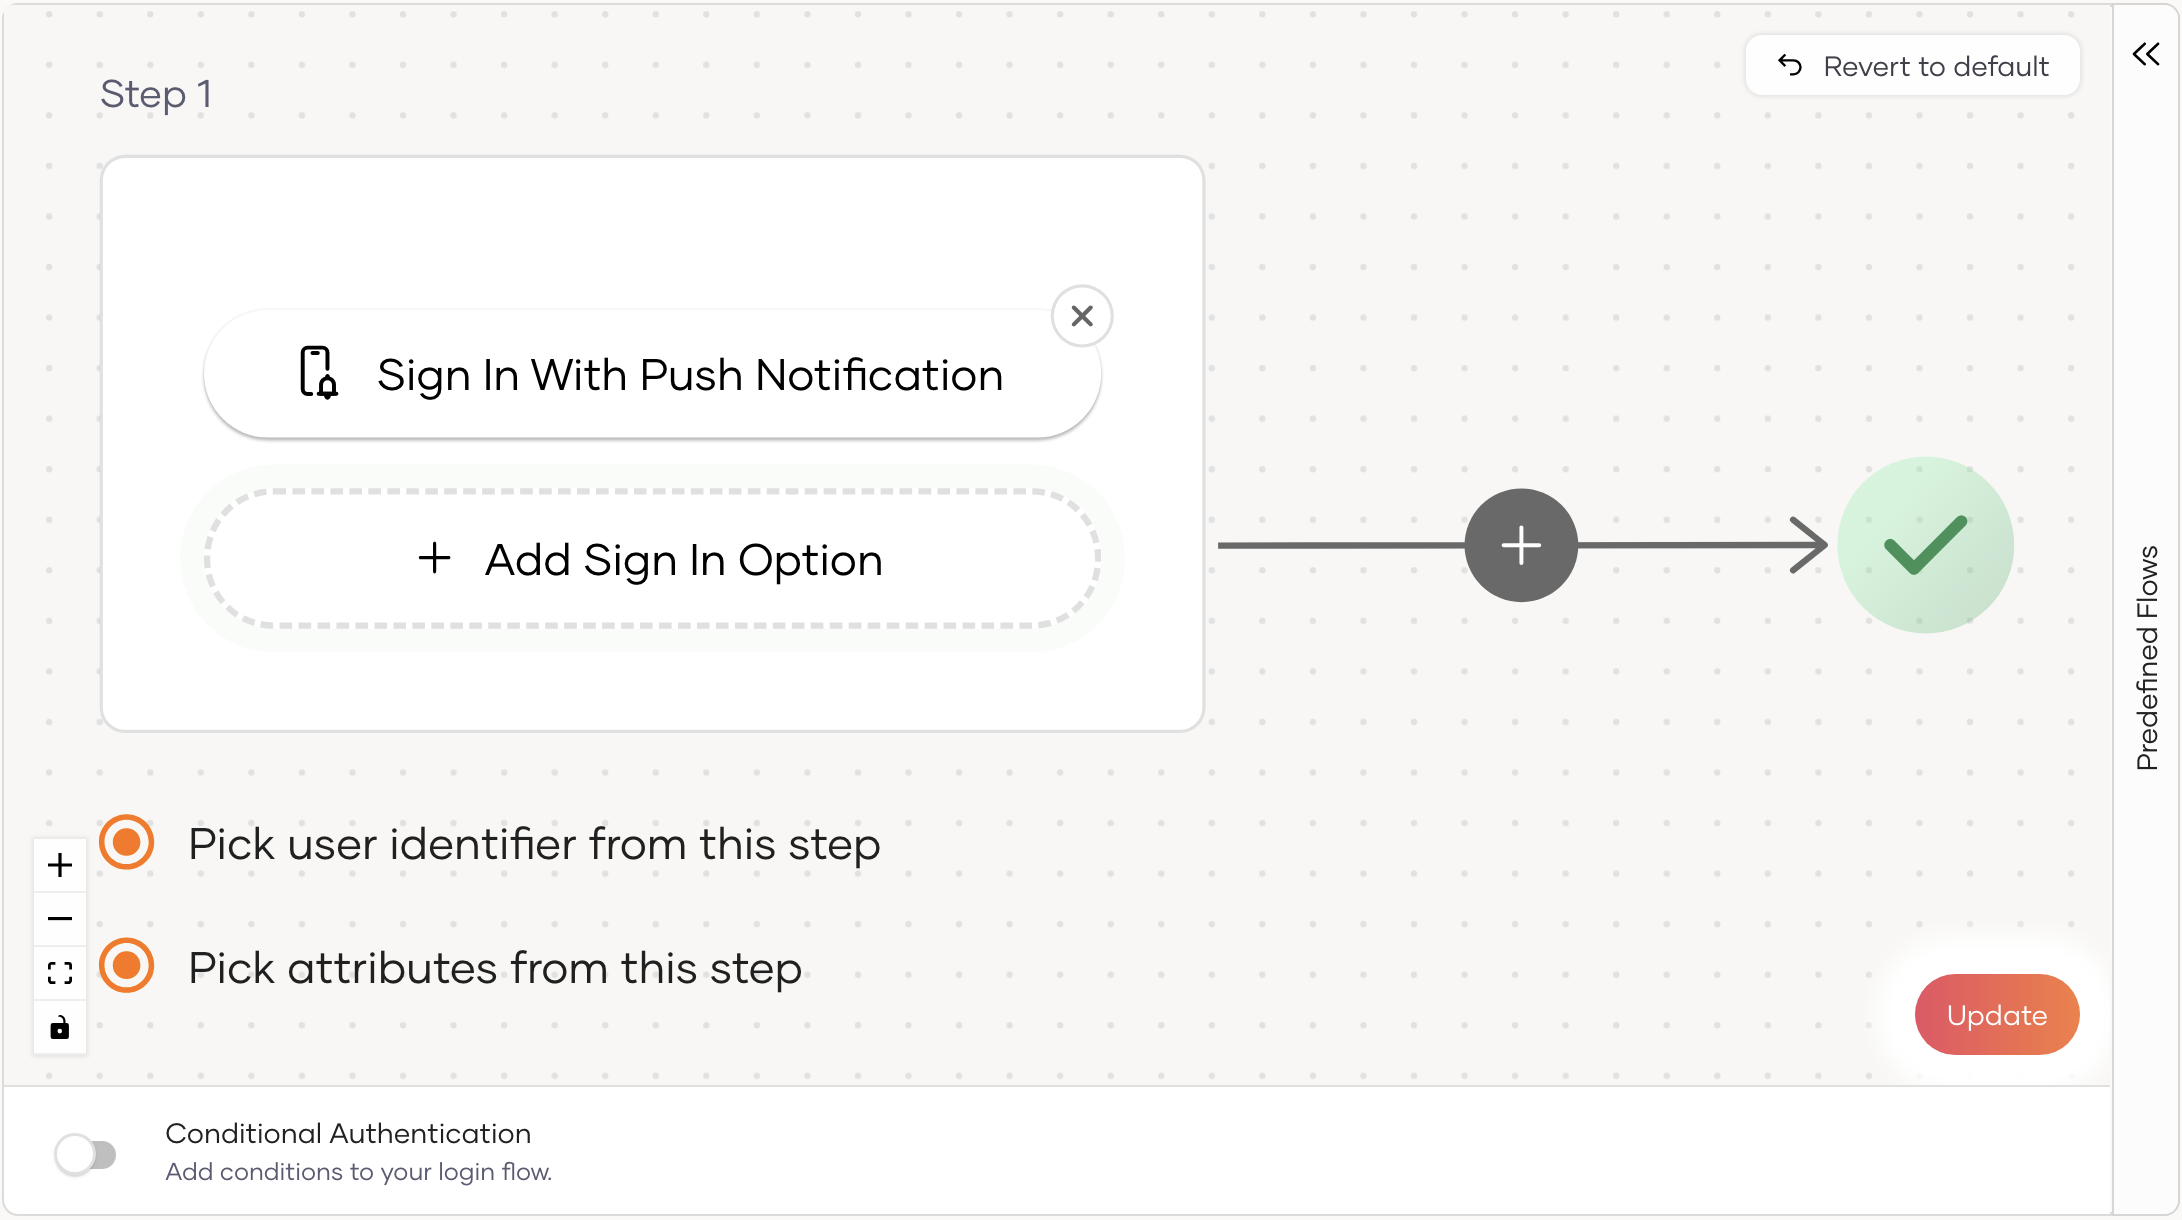 Step 1
Revert to default
Sign In With Push Notification
Add Sign In Option
Predefined Flows
Pick user identifier from this step
Pick attributes from this step
Update
Conditional Authentication
Add conditions to your login flow.